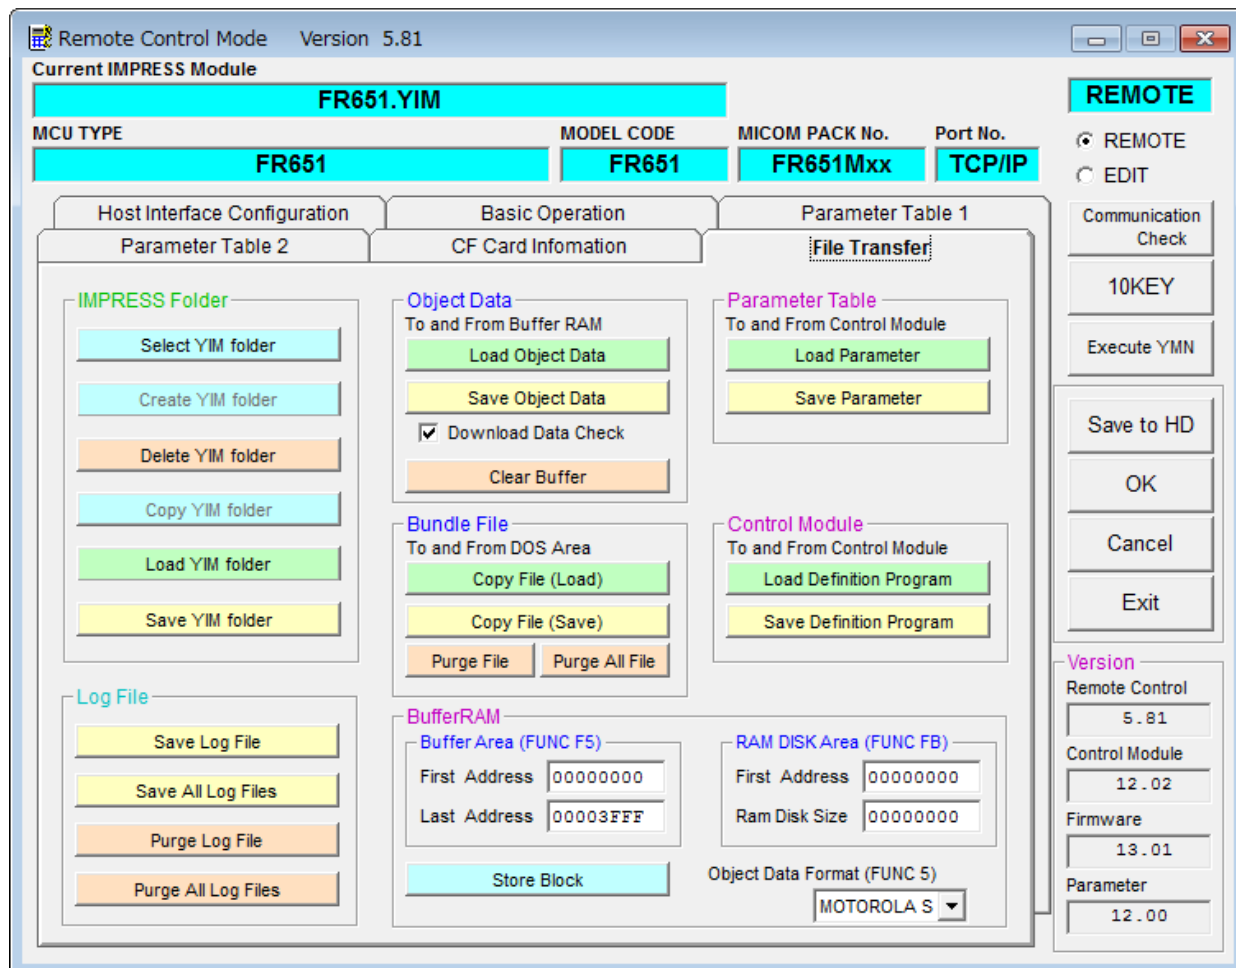 Remote Control Mode Version 5.81
Current IMPRESS Module
FR651.YIM
REMOTE
MCU TYPE MODEL CODE MICOM PACK No. Port No.
FR651 FR651 FR651Mxx TCP/IP
REMOTE
EDIT
Host Interface Configuration Basic Operation Parameter Table 1
Parameter Table 2 CF Card Infomation File Transfer
IMPRESS Folder
Select YIM folder
Create YIM folder
Delete YIM folder
Copy YIM folder
Load YIM folder
Save YIM folder
Log File
Save Log File
Save All Log Files
Purge Log File
Purge All Log Files
Object Data
To and From Buffer RAM
Load Object Data
Save Object Data
Download Data Check
Clear Buffer
Bundle File
To and From DOS Area
Copy File (Load)
Copy File (Save)
Purge File Purge All File
Parameter Table
To and From Control Module
Load Parameter
Save Parameter
Control Module
To and From Control Module
Load Definition Program
Save Definition Program
BufferRAM
Buffer Area (FUNC F5)
First Address 00000000
Last Address 00003FFF
Store Block
RAM DISK Area (FUNC FB)
First Address 00000000
Ram Disk Size 00000000
Object Data Format (FUNC 5)
MOTOROLA S
Communication
Check
10KEY
Execute YMN
Save to HD
OK
Cancel
Exit
Version
Remote Control
5.81
Control Module
12.02
Firmware
13.01
Parameter
12.00